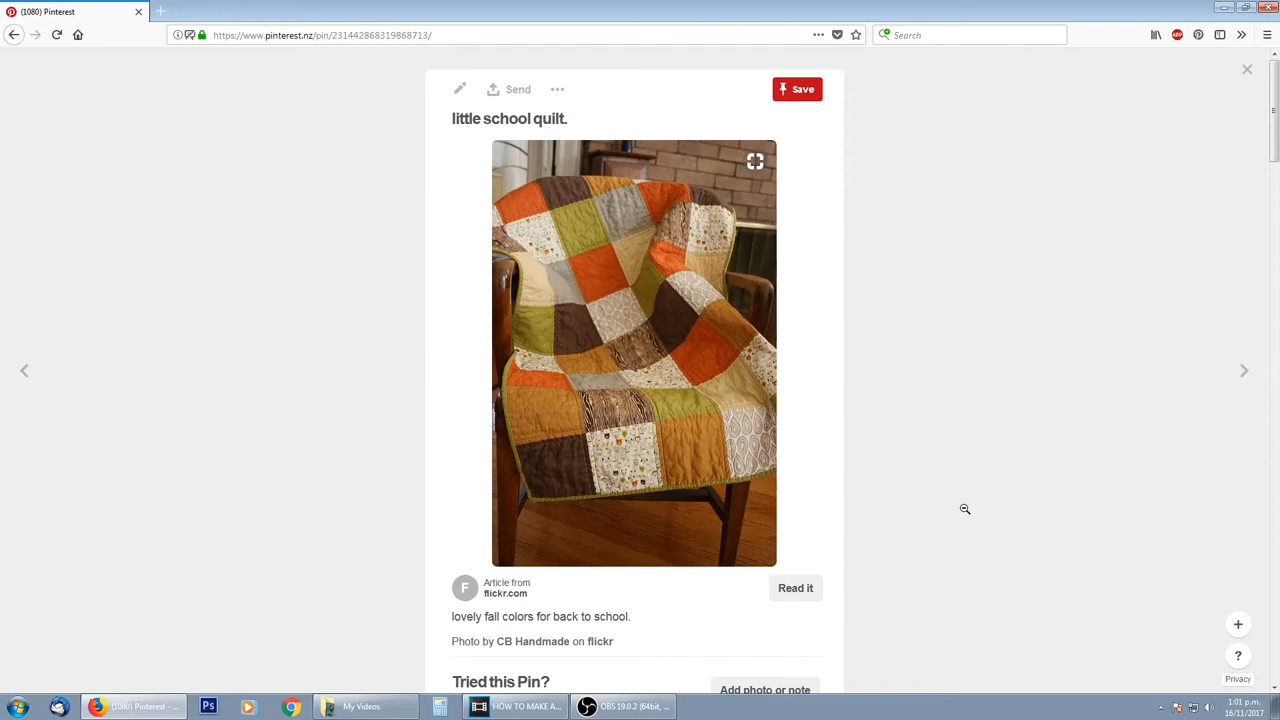 (1080) Pinterest
https://www.pinterest.nz/pin/231442868319868713/
Search
ABP
Send
Save
little school quilt.
F
Article from
flickr.com
Read it
lovely fall colors for back to school.
Photo by CB Handmade on flickr
Tried this Pin?
Add photo or note
+
?
Privacy
(1080) Pinterest - ...
Ps
My Videos
HOW TO MAKE A...
OBS 19.0.2 (64bit, ...
1:01 p.m.
16/11/2017